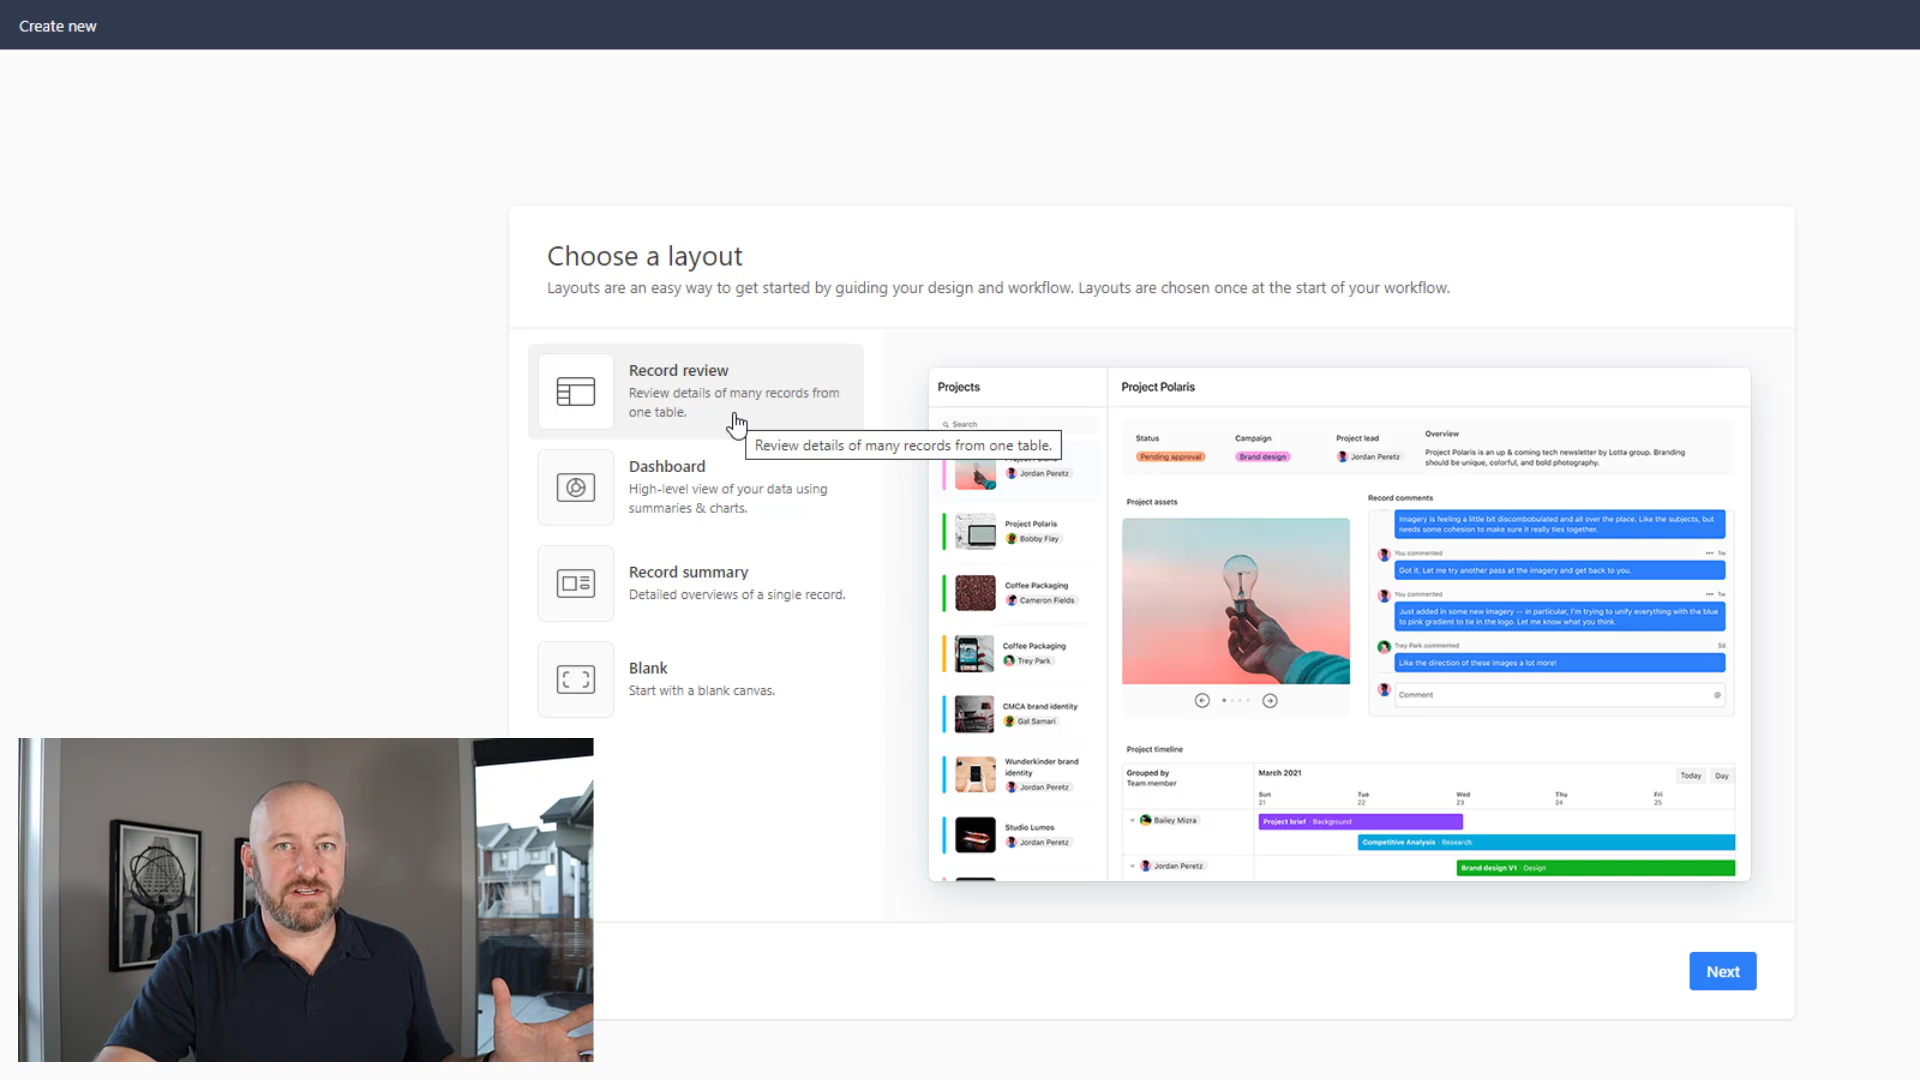 Create new
Choose a layout
Layouts are an easy way to get started by guiding your design and workflow. Layouts are chosen once at the start of your workflow.
Record review
Review details of many records from
one table.
Review details of many records from one table.
Dashboard
High-level view of your data using
summaries & charts.
Record summary
Detailed overviews of a single record.
Blank
Start with a blank canvas.
Projects
Search
Jordan Peretz
Project Polaris
Bobby Flay
Coffee Packaging
Cameron Fields
Coffee Packaging
Trey Park
CMCA brand identity
Gal Samari
Wunderkinder brand
identity
Jordan Peretz
Studio Lumos
Jordan Peretz
Project Polaris
Status
Pending approval
Campaign
Brand design
Project lead
Jordan Peretz
Overview
Project Polaris is an up & coming tech newsletter by Lotta group. Branding
should be unique, colorful, and bold photography.
Project assets
Record comments
Imagery is feeling a little bit discombobulated and all over the place. Like the subjects, but
needs some cohesion to make sure it really ties together.
You commented
1w
Got it. Let me try another pass at the imagery and get back to you.
You commented
1w
Just added in some new imagery -- in particular, I'm trying to unify everything with the blue
to pink gradient to tie in the logo. Let me know what you think.
Trey Park commented
5d
Like the direction of these images a lot more!
Comment
@
Project timeline
Grouped by
Team member
March 2021
Today
Day
Sun
21
Tue
22
Wed
23
Thu
24
Fri
25
Bailey Mizra
Project brief · Background
Competitive Analysis · Research
Jordan Peretz
Brand design V1 · Design
Next